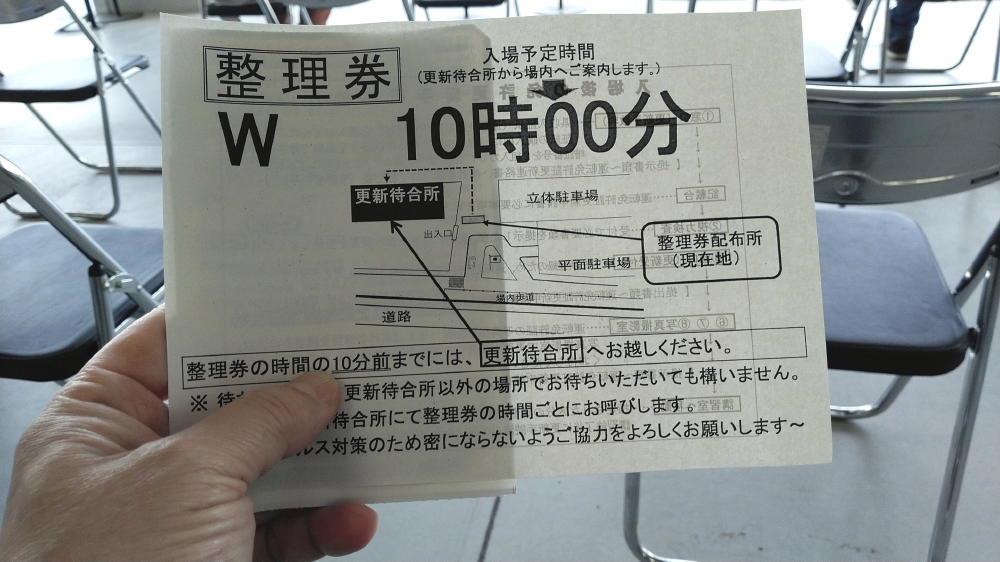 整理券
入場予定時間
(更新待合所から場内へご案内します。)
W 10時00分
更新待合所
立体駐車場
出入口
整理券配布所
(現在地)
平面駐車場
場内歩道
道路
整理券の時間の10分前までには、更新待合所へお越しください。
※ 待 更新待合所以外の場所でお待ちいただいても構いません。
待合所にて整理券の時間ごとにお呼びします。
ルス対策のため密にならないようご協力をよろしくお願いします～